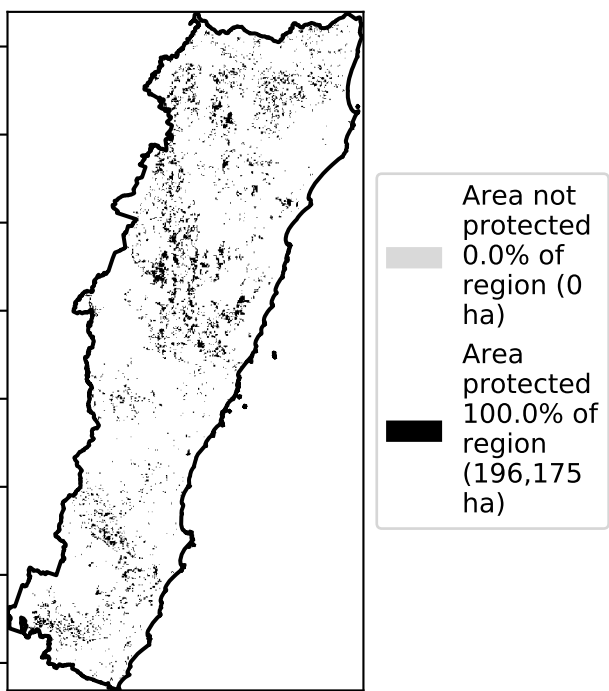 Area not
protected
0.0% of
region (0
ha)
Area
protected
100.0% of
region
(196,175
ha)